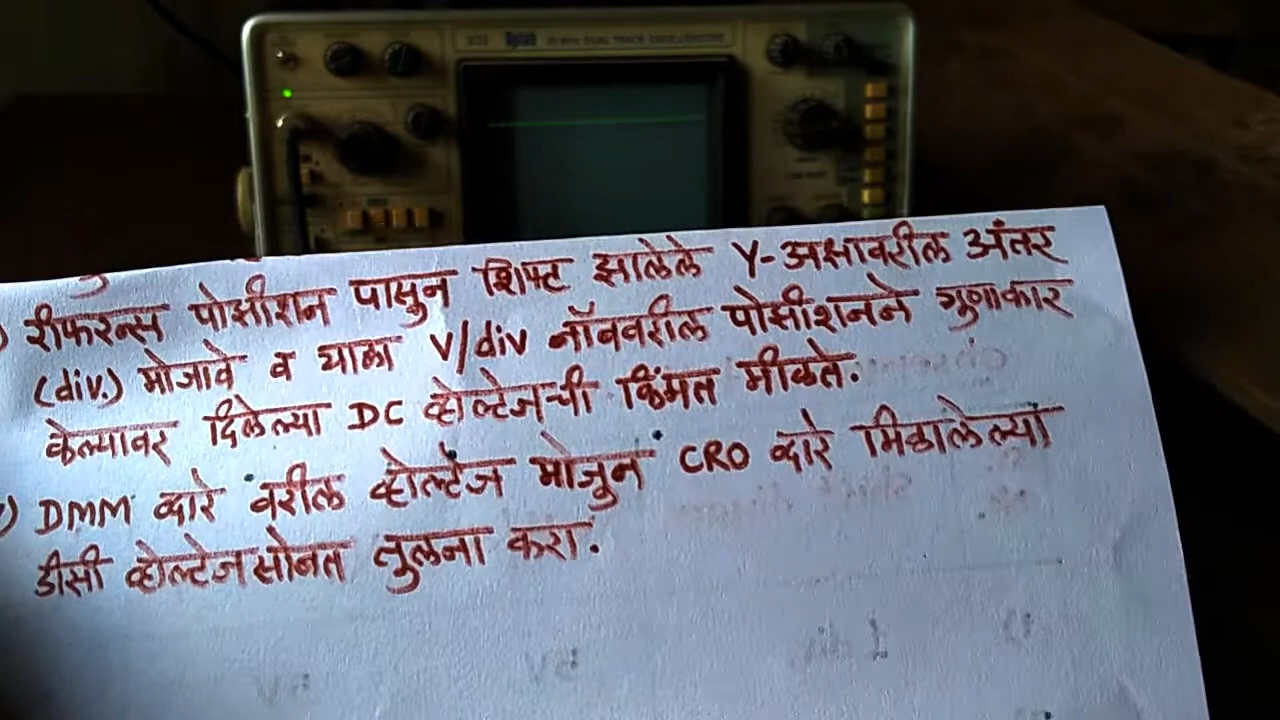 रीफरन्स पोझीशन पासुन शिफ्ट झालेले Y-अक्षावरील अंतर
(div.) मोजावे व याला V/div नॉबवरील पोझीशनने गुणाकार
केल्यावर दिलेल्या DC व्होल्टेजची किंमत मीळते.
DMM द्वारे वरील व्होल्टेज मोजुन CRO द्वारे मिळालेल्या
डीसी व्होल्टेजसोबत तुलना करा.